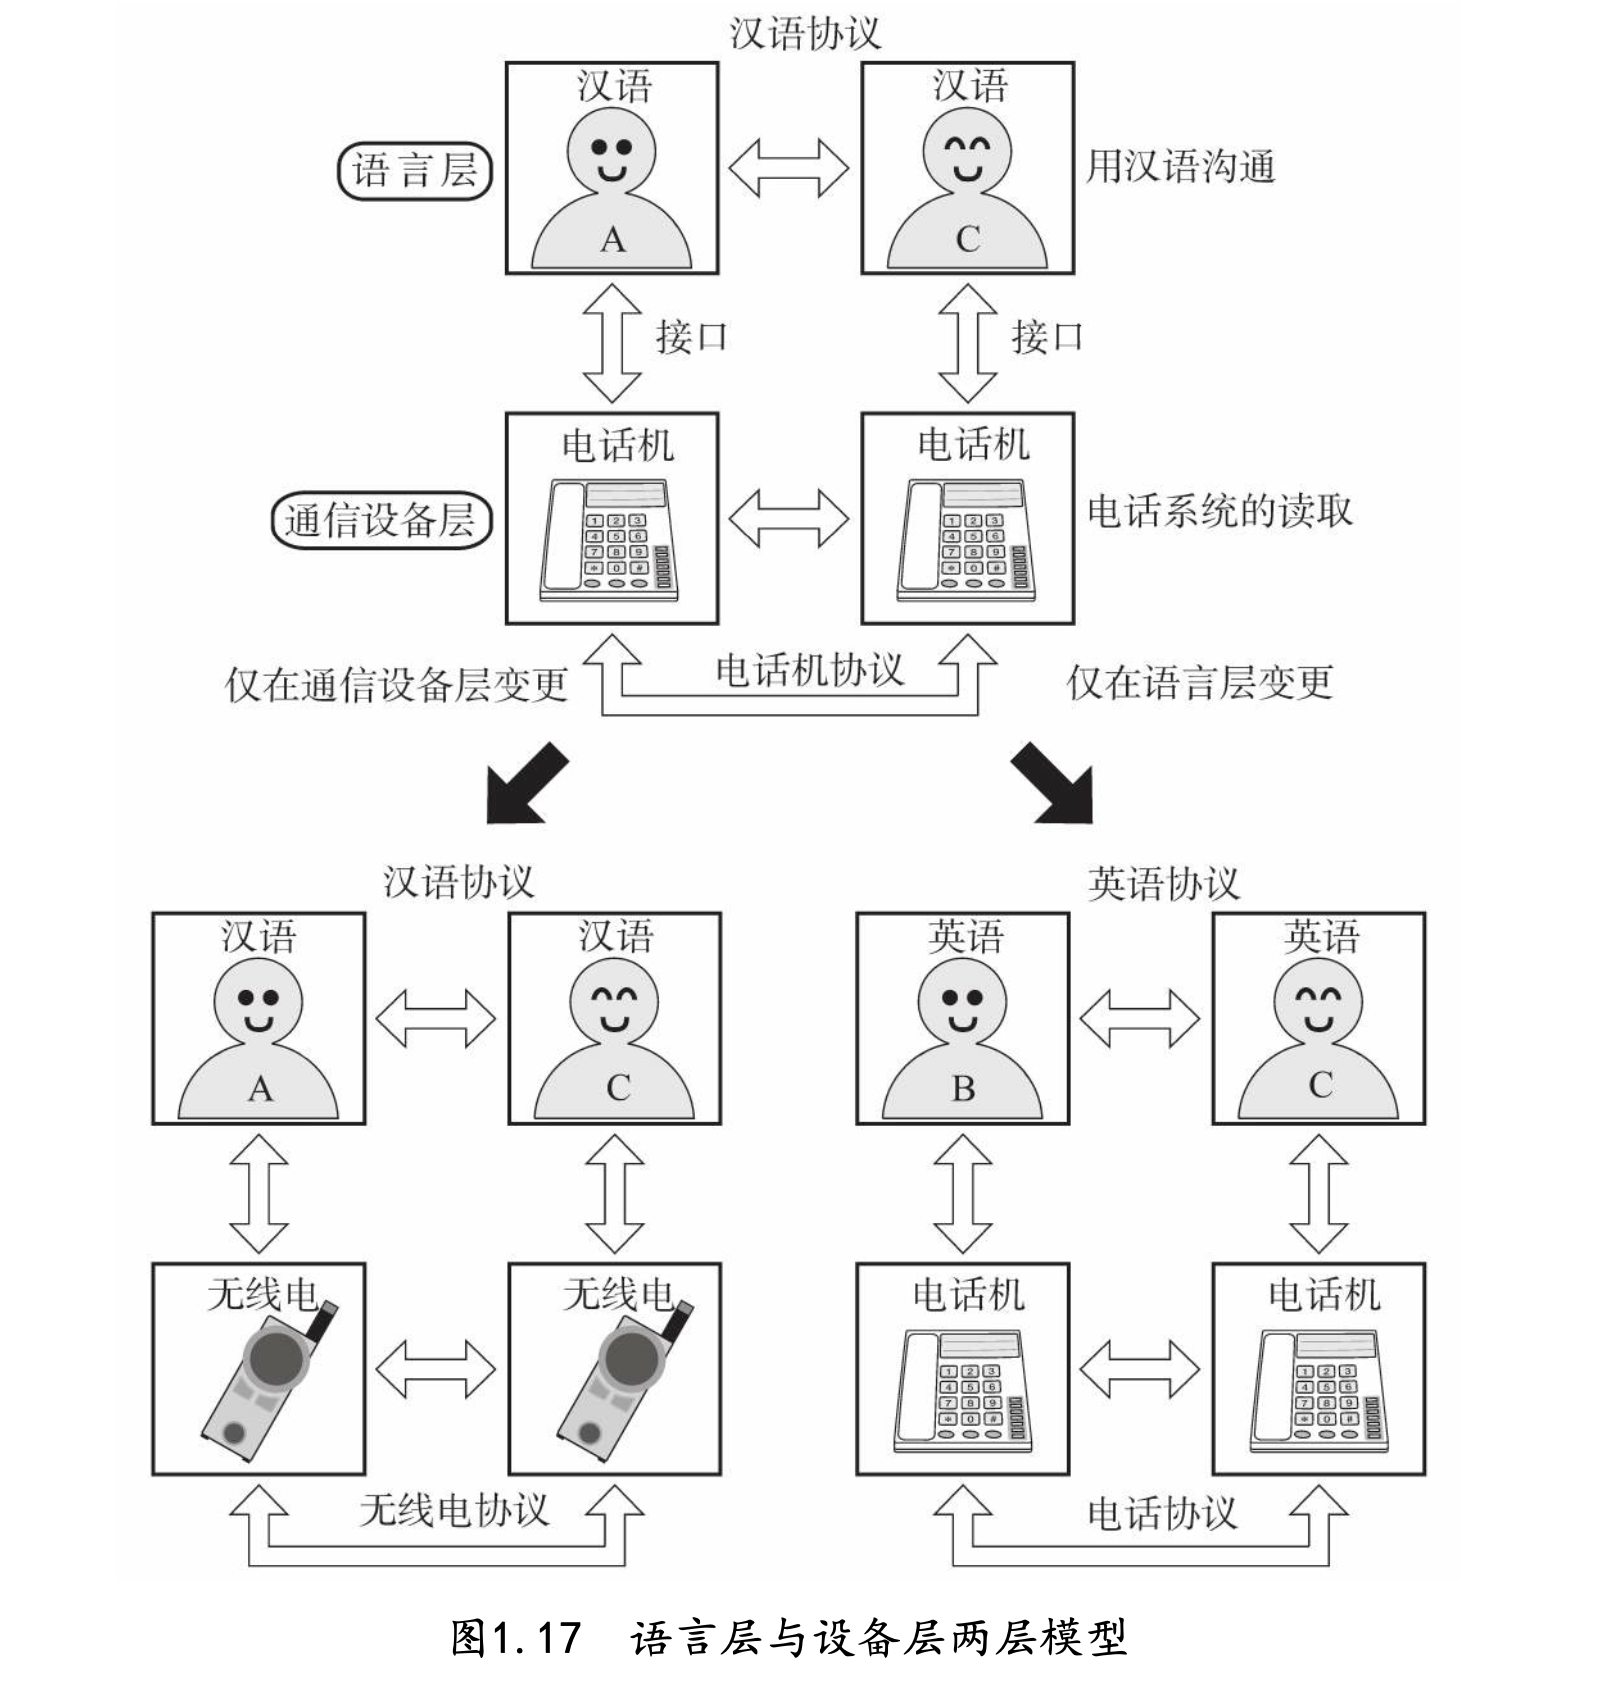 汉语协议
汉语 汉语
语言层
用汉语沟通
A C
接口 接口
电话机 电话机
1 2 3 1 2 3
4 5 6 4 5 6
7 8 9 7 8 9
* 0 # * 0 #
通信设备层
电话系统的读取
仅在通信设备层变更
电话机协议
仅在语言层变更
汉语协议
汉语 汉语
A C
无线电 无线电
无线电协议
英语协议
英语 英语
B C
电话机 电话机
1 2 3 1 2 3
4 5 6 4 5 6
7 8 9 7 8 9
* 0 # * 0 #
电话协议
图1.17 语言层与设备层两层模型